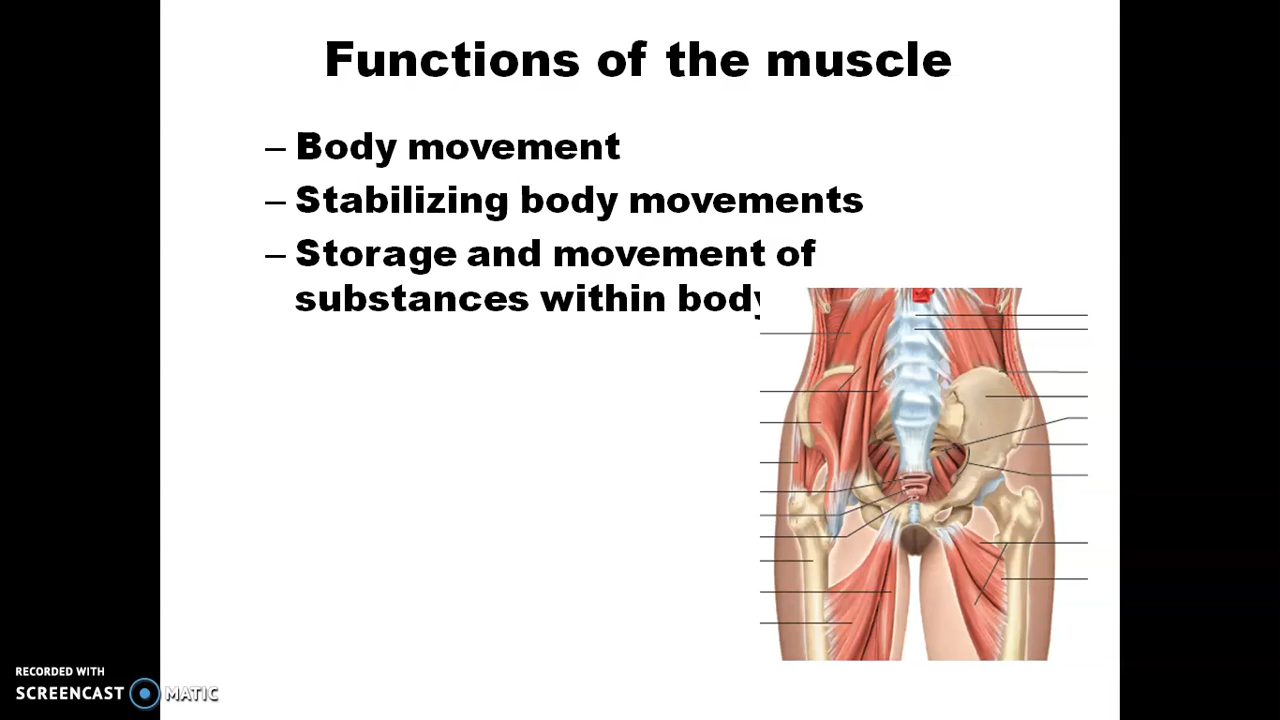 Functions of the muscle
– Body movement
– Stabilizing body movements
– Storage and movement of
substances within body
RECORDED WITH
SCREENCAST MATIC